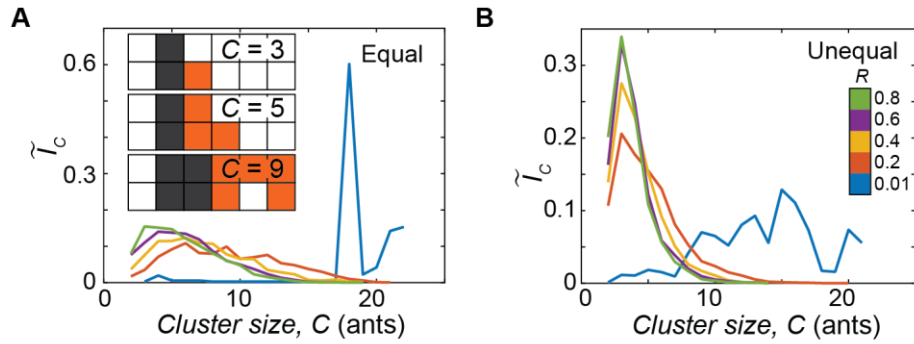 A
Equal
C = 3
C = 5
C = 9
0.6
0.3
0
Ĩ_C
0
10
20
Cluster size, C (ants)
B
Unequal
R
0.8
0.6
0.4
0.2
0.01
0.3
0.2
0.1
0
Ĩ_C
0
10
20
Cluster size, C (ants)